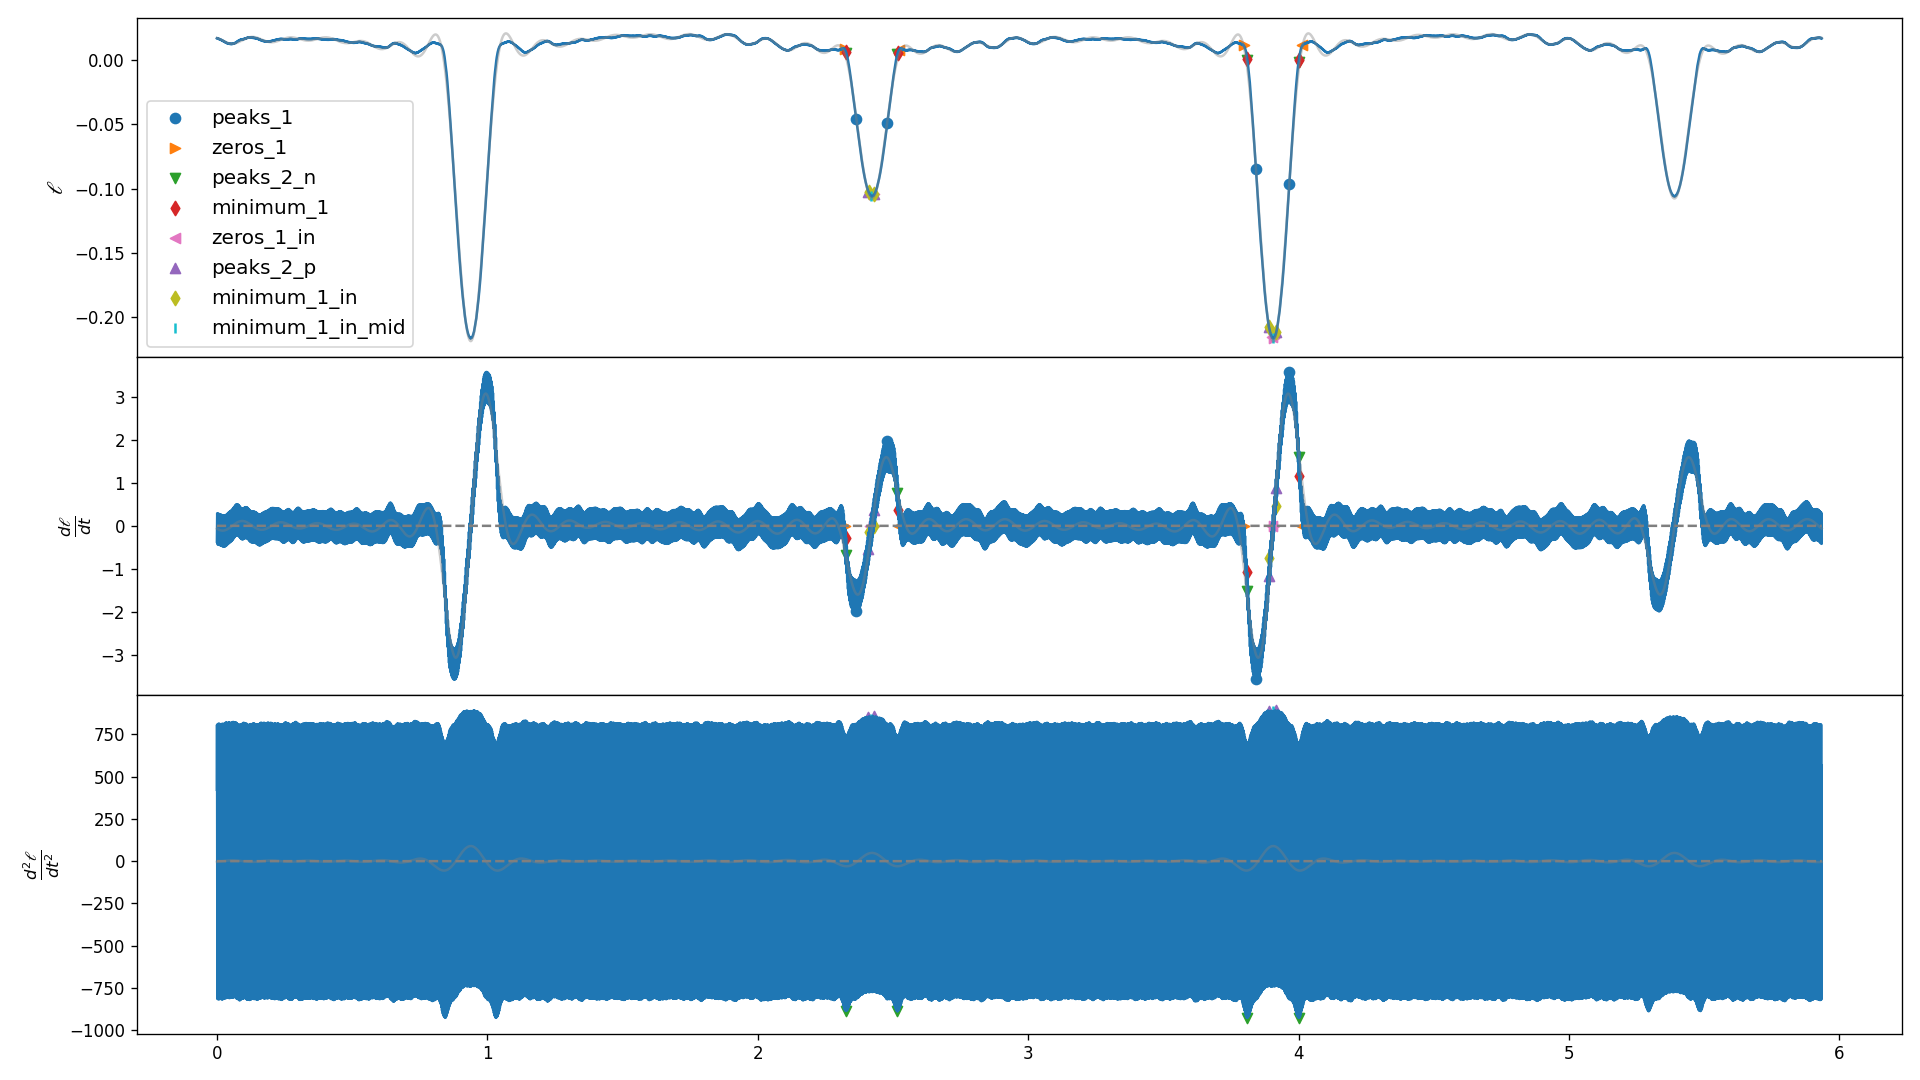 0.00
−0.05
−0.10
−0.15
−0.20
ℓ
peaks_1
zeros_1
peaks_2_n
minimum_1
zeros_1_in
peaks_2_p
minimum_1_in
minimum_1_in_mid
3
2
1
0
−1
−2
−3
dℓ
dt
750
500
250
0
−250
−500
−750
−1000
d²ℓ
dt²
0 1 2 3 4 5 6